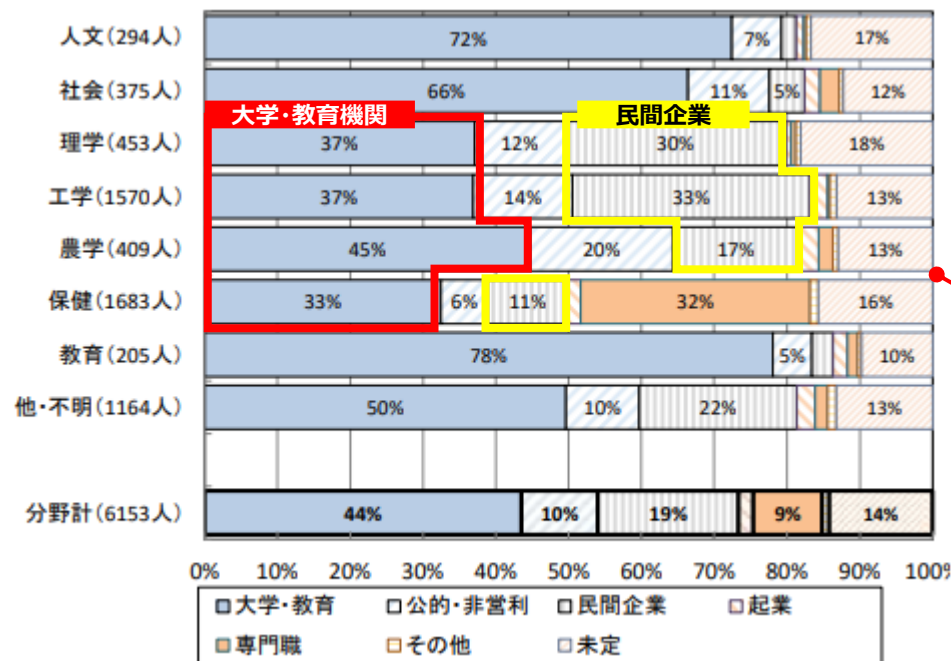 人文(294人) 72% 7% 17%
社会(375人) 66% 11% 5% 12%
大学・教育機関 民間企業
理学(453人) 37% 12% 30% 18%
工学(1570人) 37% 14% 33% 13%
農学(409人) 45% 20% 17% 13%
保健(1683人) 33% 6% 11% 32% 16%
教育(205人) 78% 5% 10%
他・不明(1164人) 50% 10% 22% 13%
分野計(6153人) 44% 10% 19% 9% 14%
0% 10% 20% 30% 40% 50% 60% 70% 80% 90% 100%
大学・教育 公的・非営利 民間企業 起業
専門職 その他 未定